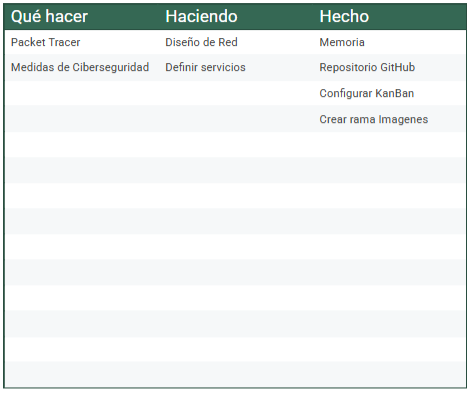 Qué hacer Haciendo Hecho
Packet Tracer Diseño de Red Memoria
Medidas de Ciberseguridad Definir servicios Repositorio GitHub
Configurar KanBan
Crear rama Imagenes